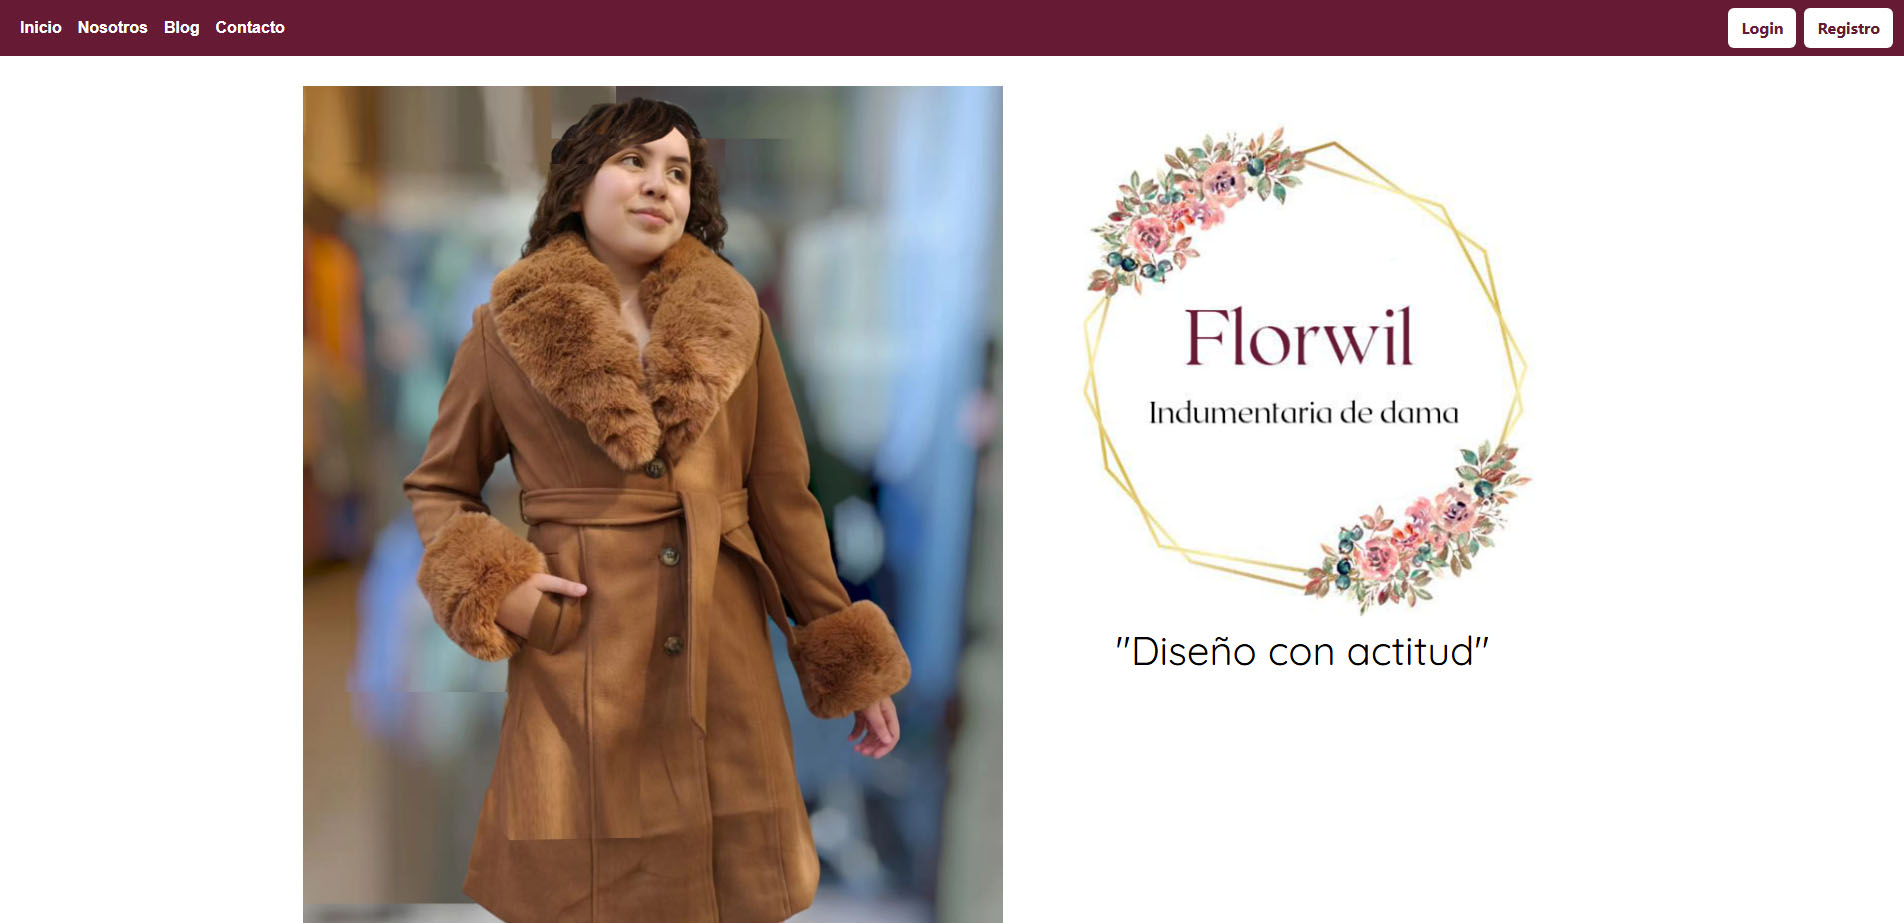 Inicio Nosotros Blog Contacto Login Registro
Florwil
Indumentaria de dama
"Diseño con actitud"